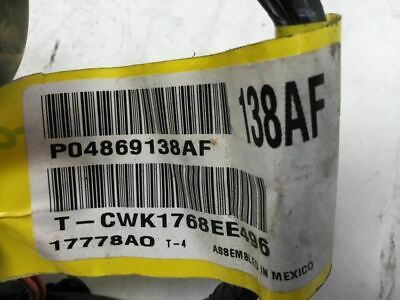 138AF
P04869138AF
T-CWK1768EE496
17778AO T-4 ASSEMBLED IN MEXICO